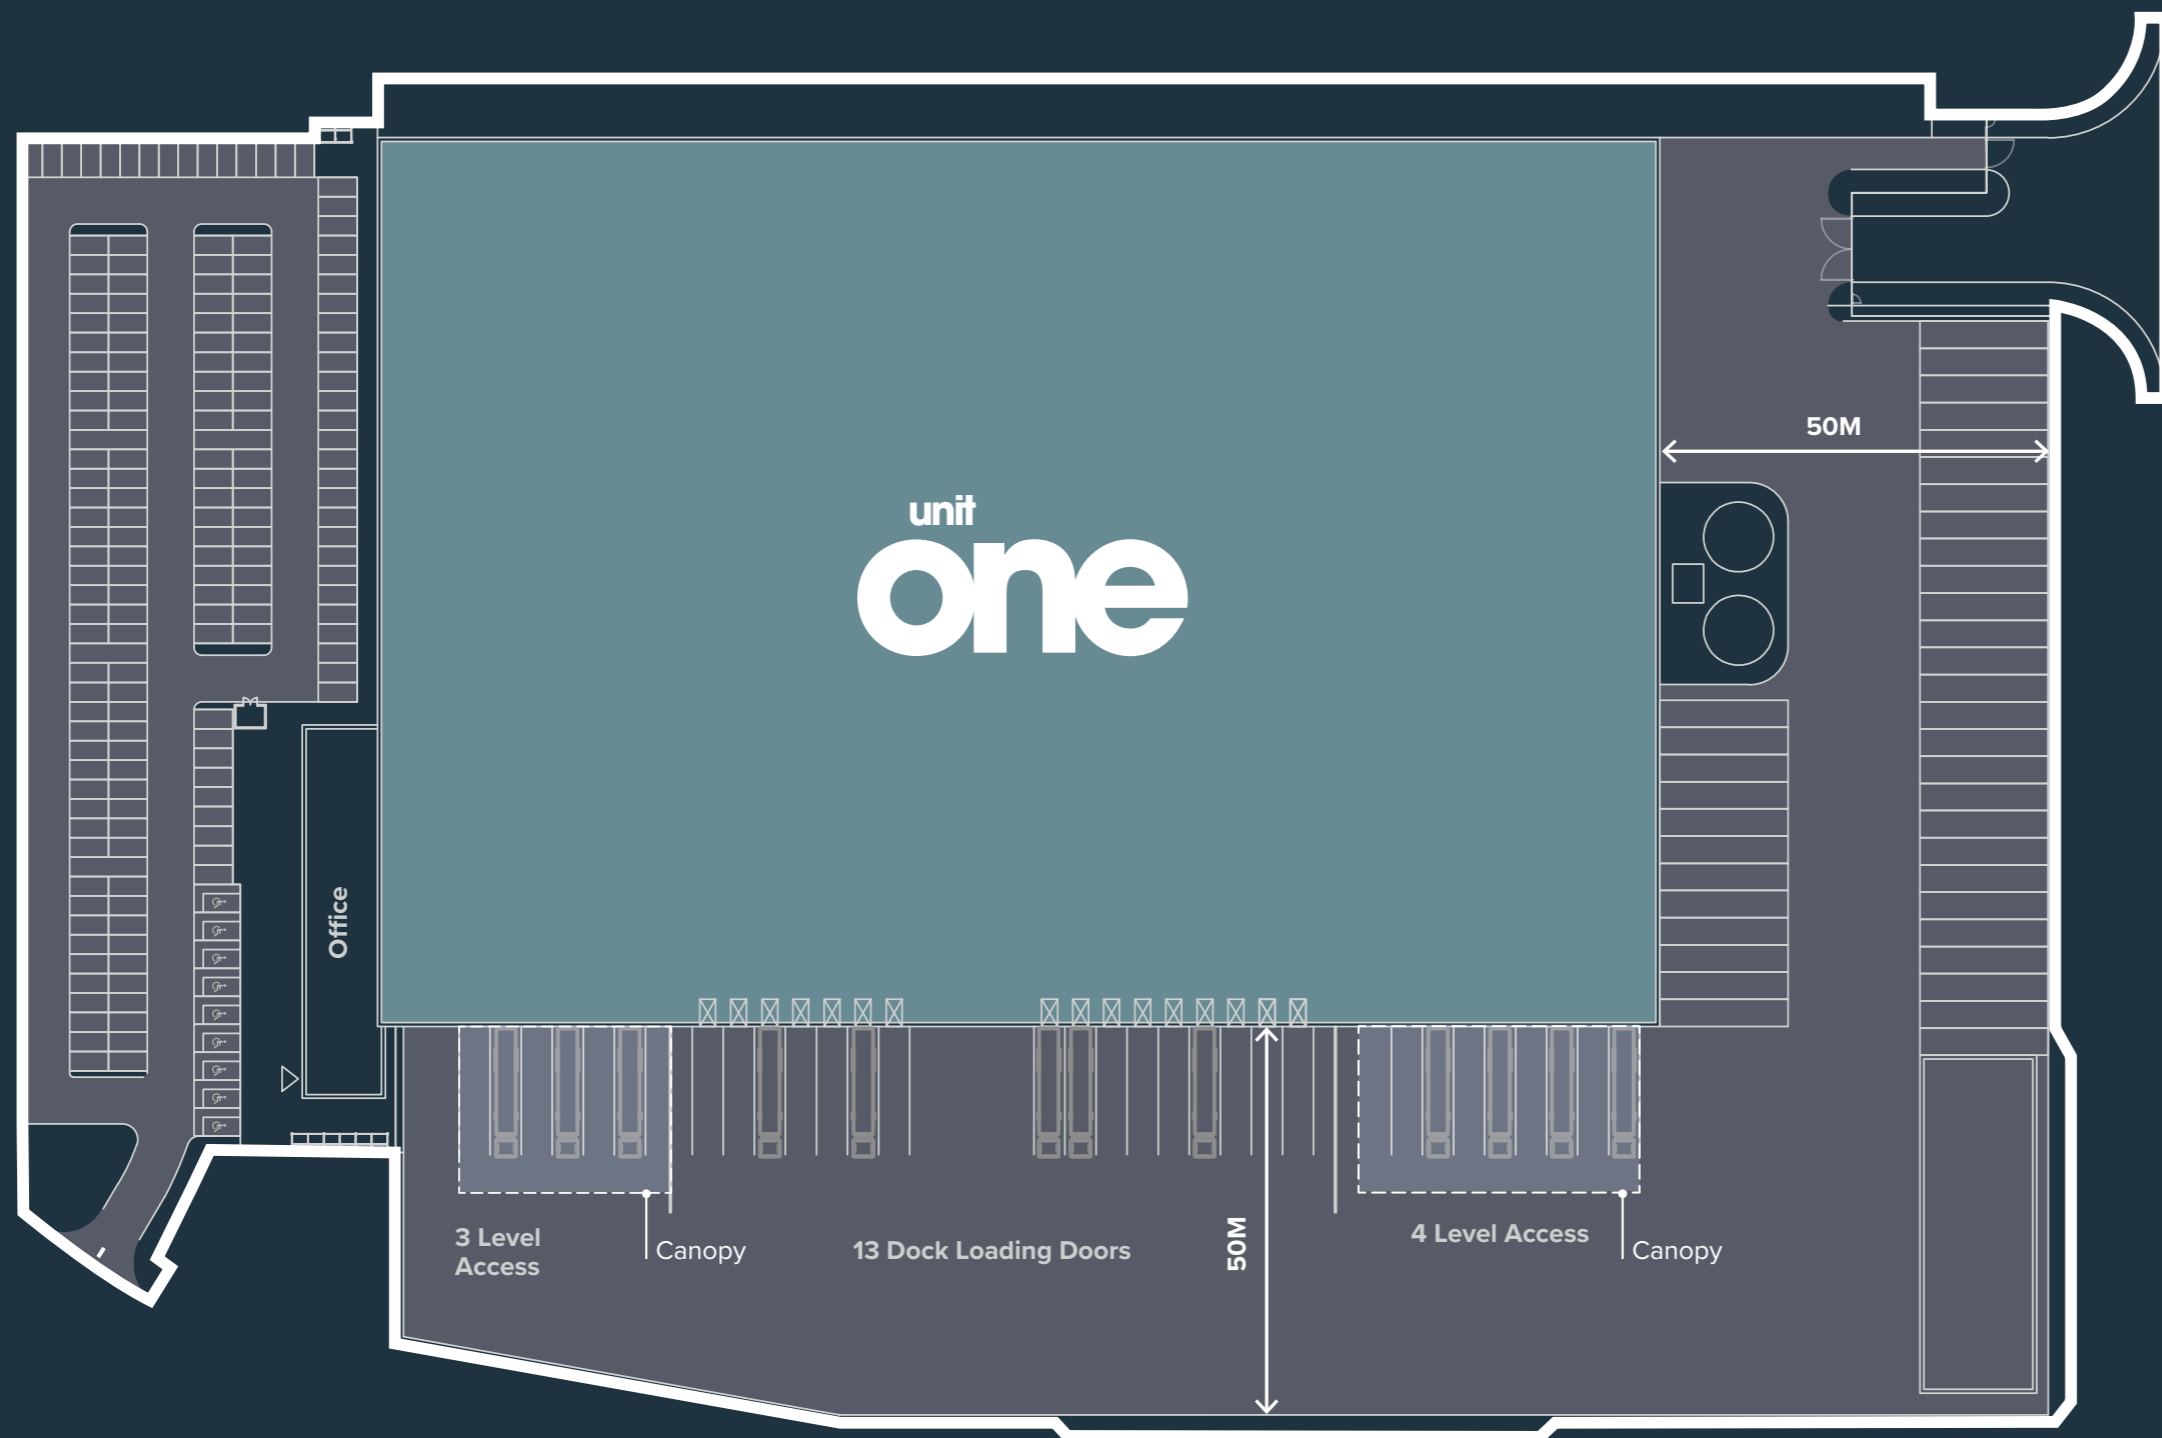 unit
one
50M
Office
3 Level
Access
Canopy
13 Dock Loading Doors
50M
4 Level Access
Canopy